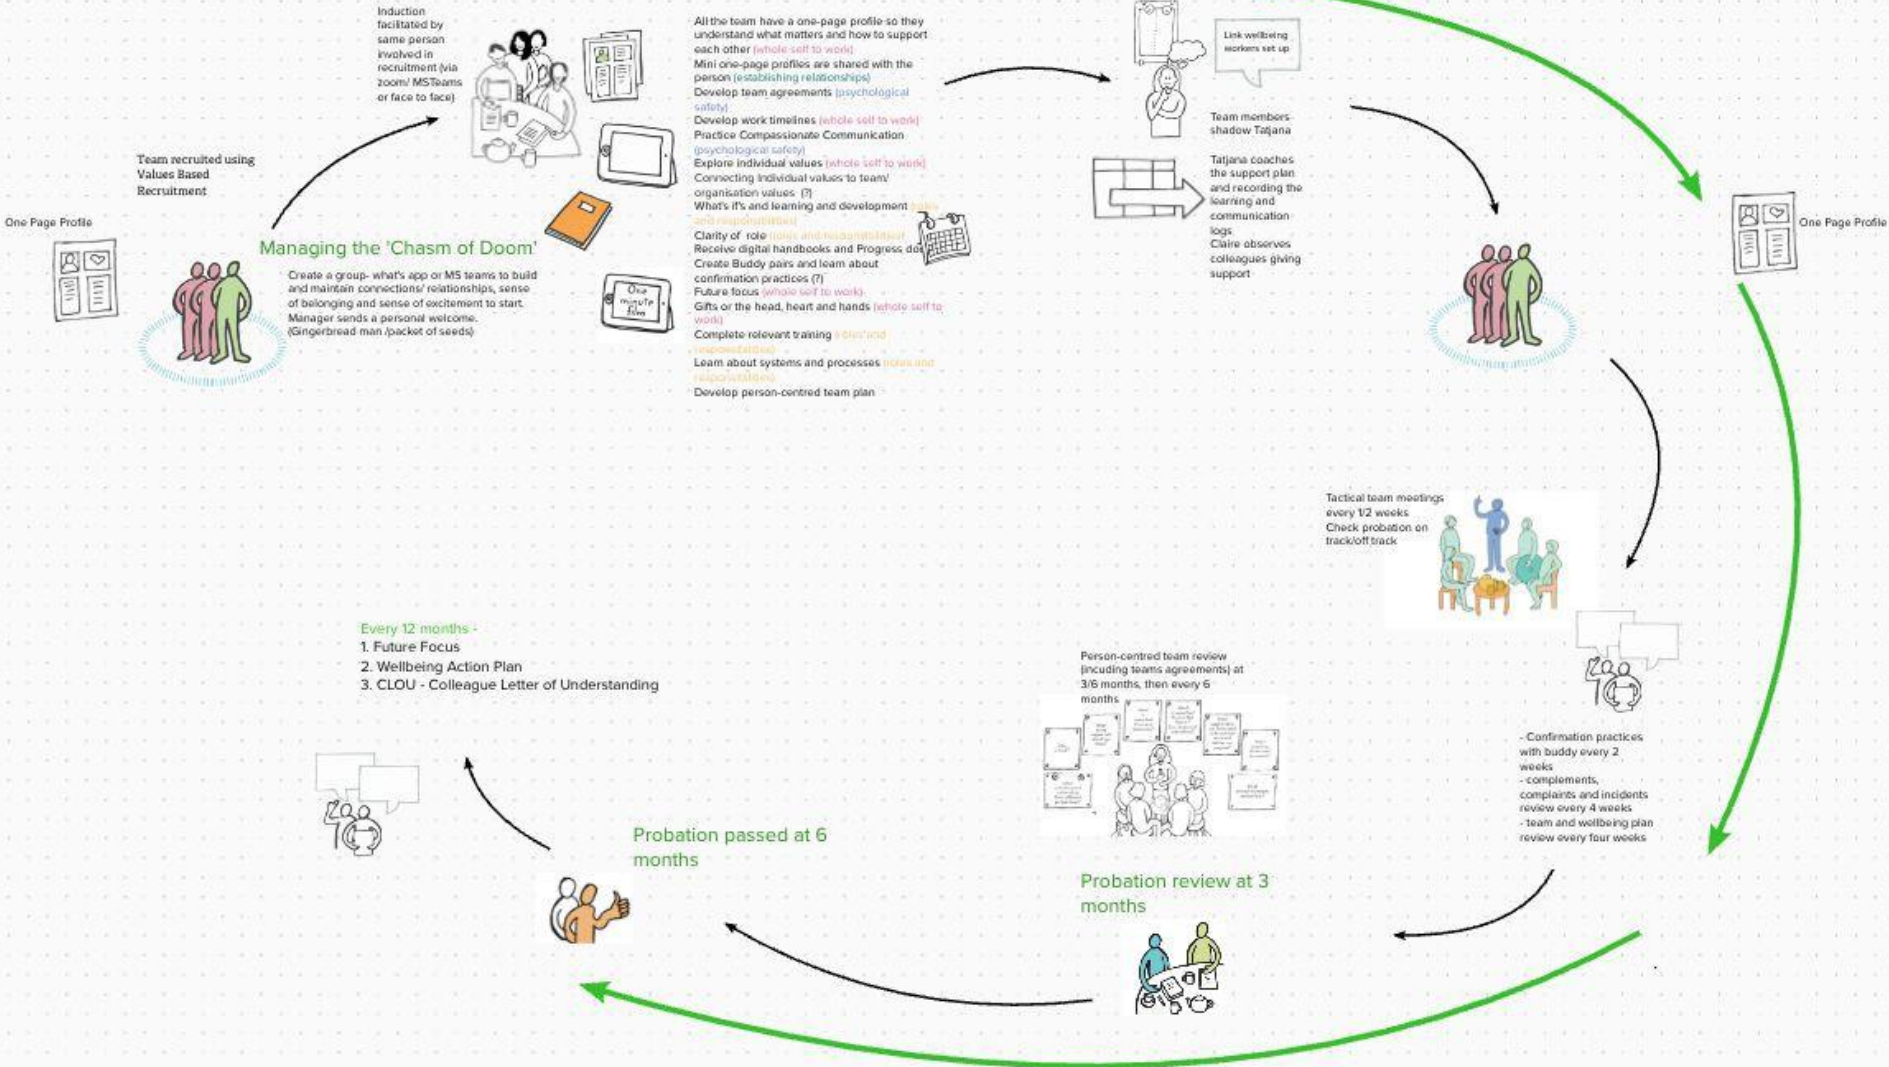 Induction
facilitated by
same person
involved in
recruitment (via
zoom/ MSTeams
or face to face)
Team recruited using
Values Based
Recruitment
One Page Profile
Managing the 'Chasm of Doom'
Create a group- what's app or MS teams to build
and maintain connections/ relationships, sense
of belonging and sense of excitement to start.
Manager sends a personal welcome.
(Gingerbread man /packet of seeds)
One
minute
film
All the team have a one-page profile so they
understand what matters and how to support
each other (whole self to work)
Mini one-page profiles are shared with the
person (establishing relationships)
Develop team agreements (psychological
safety)
Develop work timelines (whole self to work)
Practice Compassionate Communication
(psychological safety)
Explore individual values (whole self to work)
Connecting Individual values to team/
organisation values (?)
What's if's and learning and development (roles
and responsibilities)
Clarity of role (roles and responsibilities)
Receive digital handbooks and Progress
Create Buddy pairs and learn about
confirmation practices (?)
Future focus (whole self to work)
Gifts or the head, heart and hands (whole self to
work)
Complete relevant training (roles and
responsibilities)
Learn about systems and processes (roles and
responsibilities)
Develop person-centred team plan
Link wellbeing
workers set up
Team members
shadow Tatjana
Tatjana coaches
the support plan
and recording the
learning and
communication
logs.
Claire observes
colleagues giving
support
One Page Profile
Tactical team meetings
every 1/2 weeks
Check probation on
track/off track
- Confirmation practices
with buddy every 2
weeks
- complements,
complaints and incidents
review every 4 weeks
- team and wellbeing plan
review every four weeks
Person-centred team review
(incuding teams agreements) at
3/6 months, then every 6
months
Probation review at 3
months
Probation passed at 6
months
Every 12 months -
1. Future Focus
2. Wellbeing Action Plan
3. CLOU - Colleague Letter of Understanding